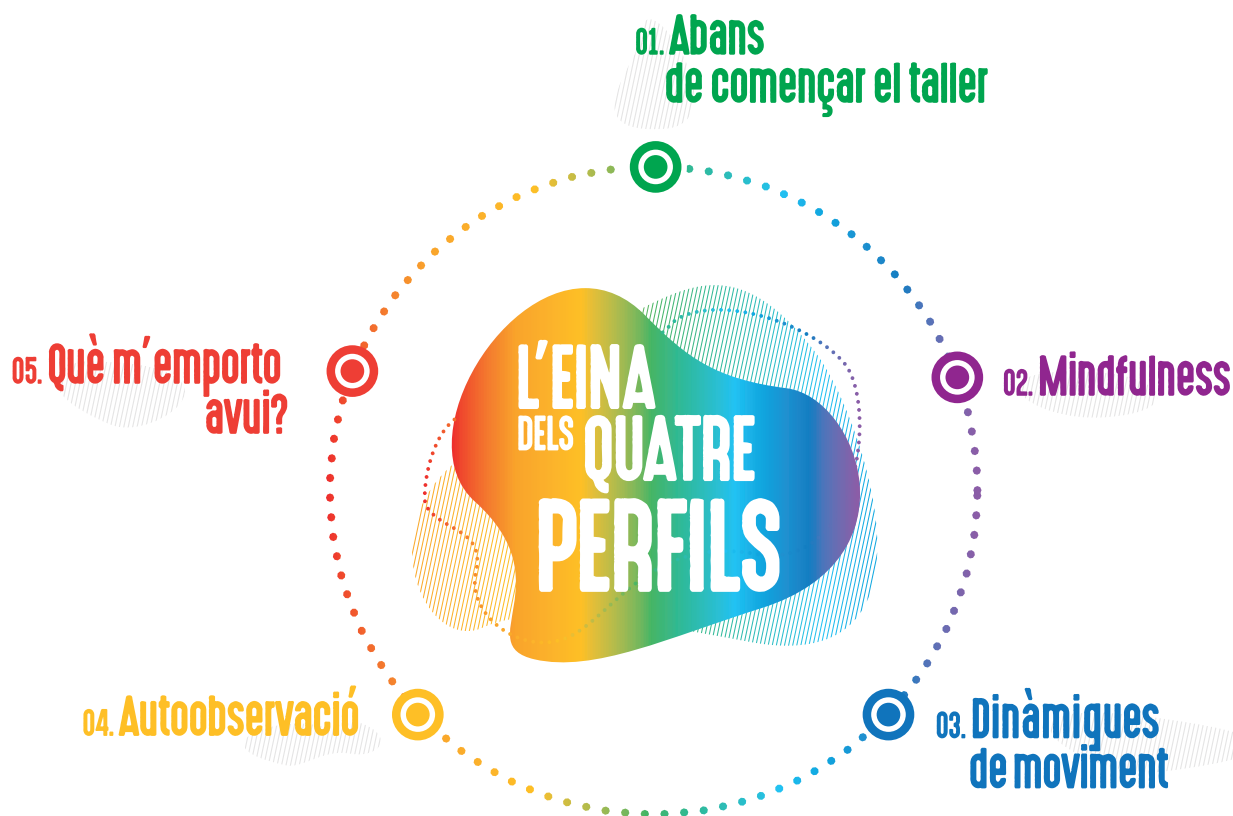 01. Abans
de començar el taller
02. Mindfulness
03. Dinàmiques
de moviment
04. Autoobservació
05. Què m'emporto
avui?
L'EINA
DELS QUATRE
PERFILS